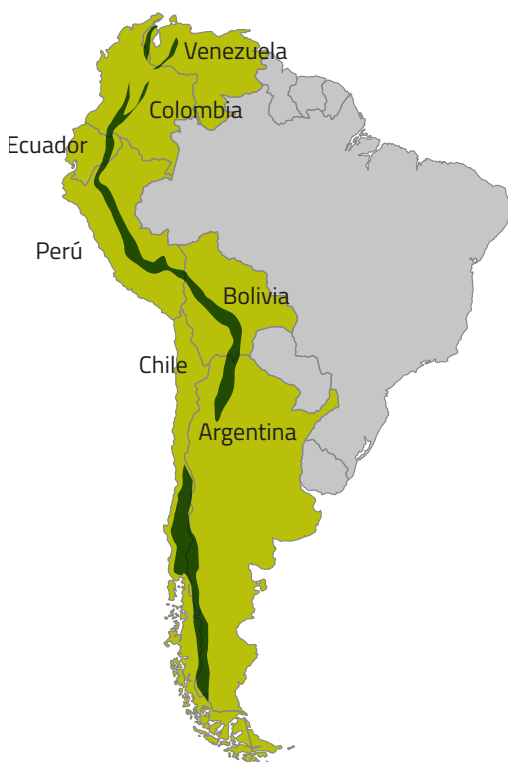 Venezuela
Colombia
Ecuador
Perú
Bolivia
Chile
Argentina